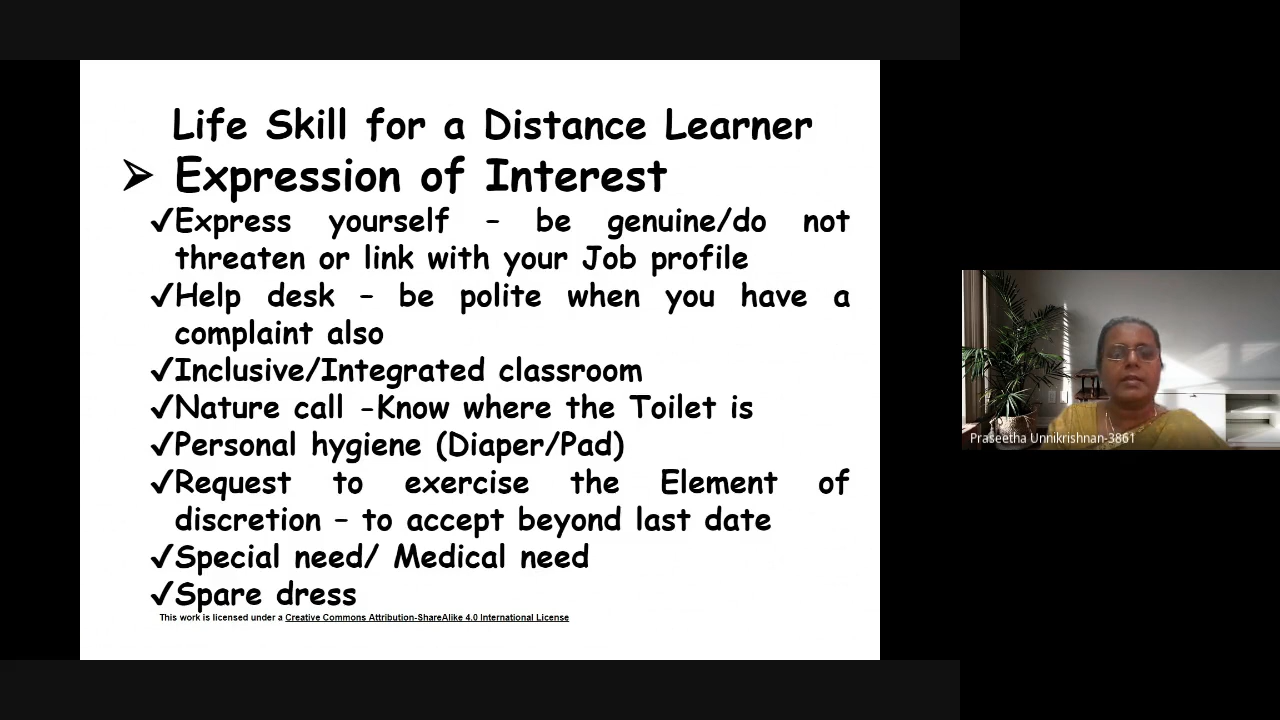 Life Skill for a Distance Learner
➢ Expression of Interest
✓Express yourself – be genuine/do not
threaten or link with your Job profile
✓Help desk – be polite when you have a
complaint also
✓Inclusive/Integrated classroom
✓Nature call -Know where the Toilet is
✓Personal hygiene (Diaper/Pad)
✓Request to exercise the Element of
discretion – to accept beyond last date
✓Special need/ Medical need
✓Spare dress
This work is licensed under a Creative Commons Attribution-ShareAlike 4.0 International License
Praseetha Unnikrishnan-3861